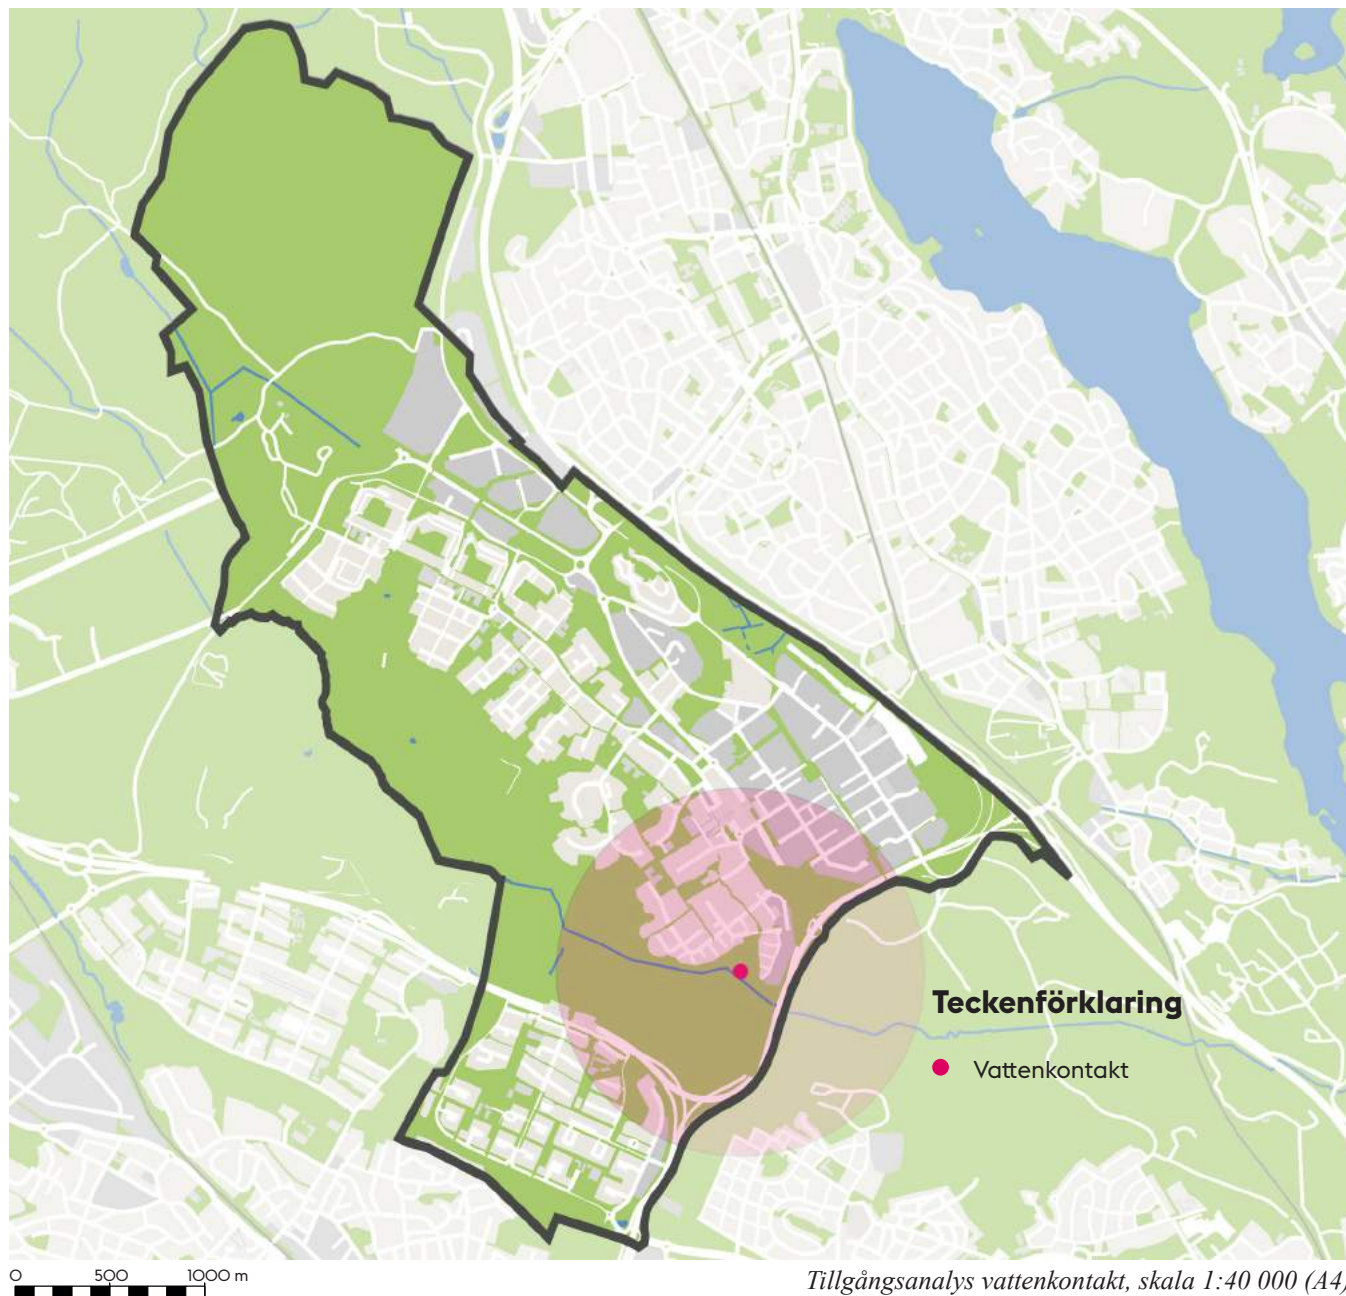 Teckenförklaring
Vattenkontakt
0 500 1000 m
Tillgångsanalys vattenkontakt, skala 1:40 000 (A4)